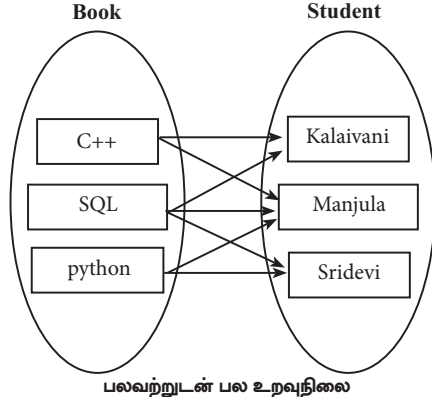 Book Student
C++ Kalaivani
SQL Manjula
python Sridevi
பலவற்றுடன் பல உறவுநிலை